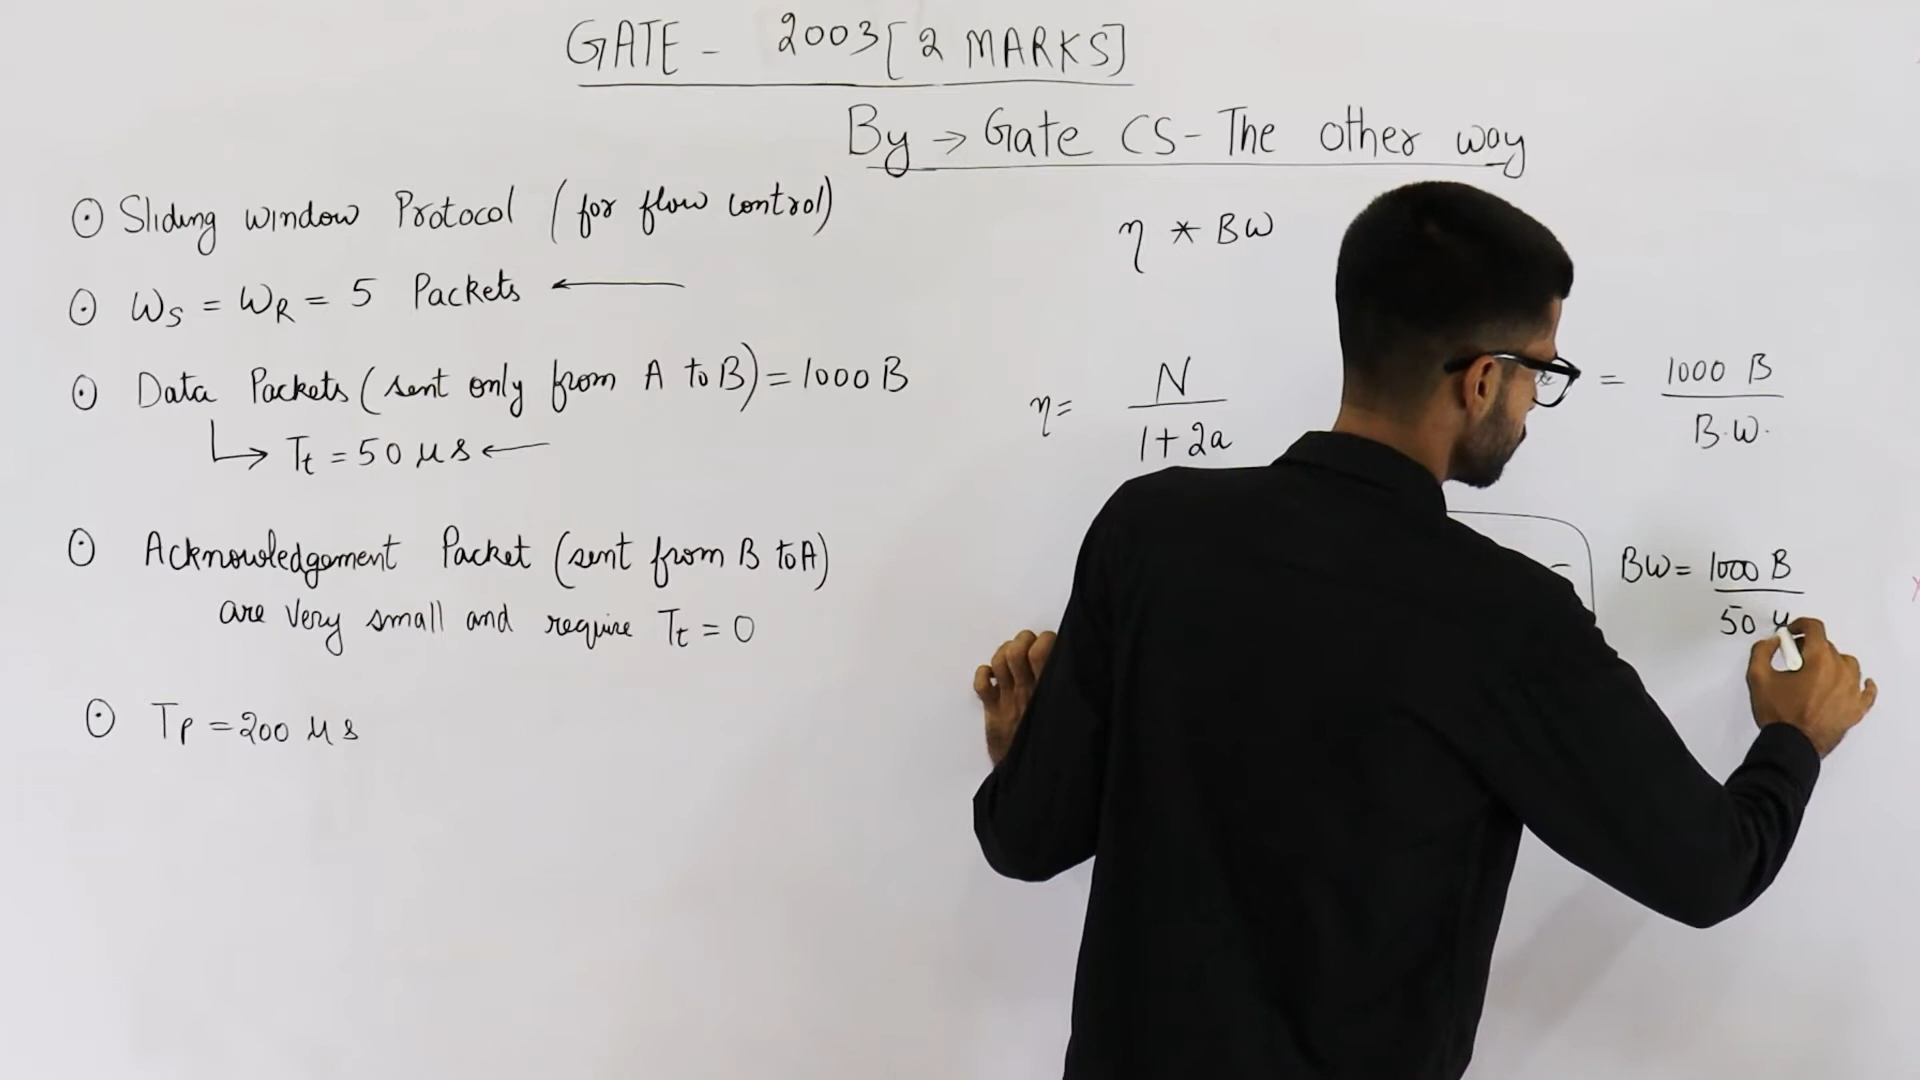 GATE - 2003 [2 MARKS]
By → Gate CS - The other way
⊙ Sliding window Protocol (for flow control)
⊙ WS = WR = 5 Packets ←
⊙ Data Packets (sent only from A to B) = 1000 B
↳ Tt = 50 μs ←
⊙ Acknowledgement Packet (sent from B to A)
are very small and require Tt = 0
⊙ TP = 200 μs
η * BW
η = N / 1 + 2a
= 1000 B / B.W.
BW = 1000 B / 50 μ